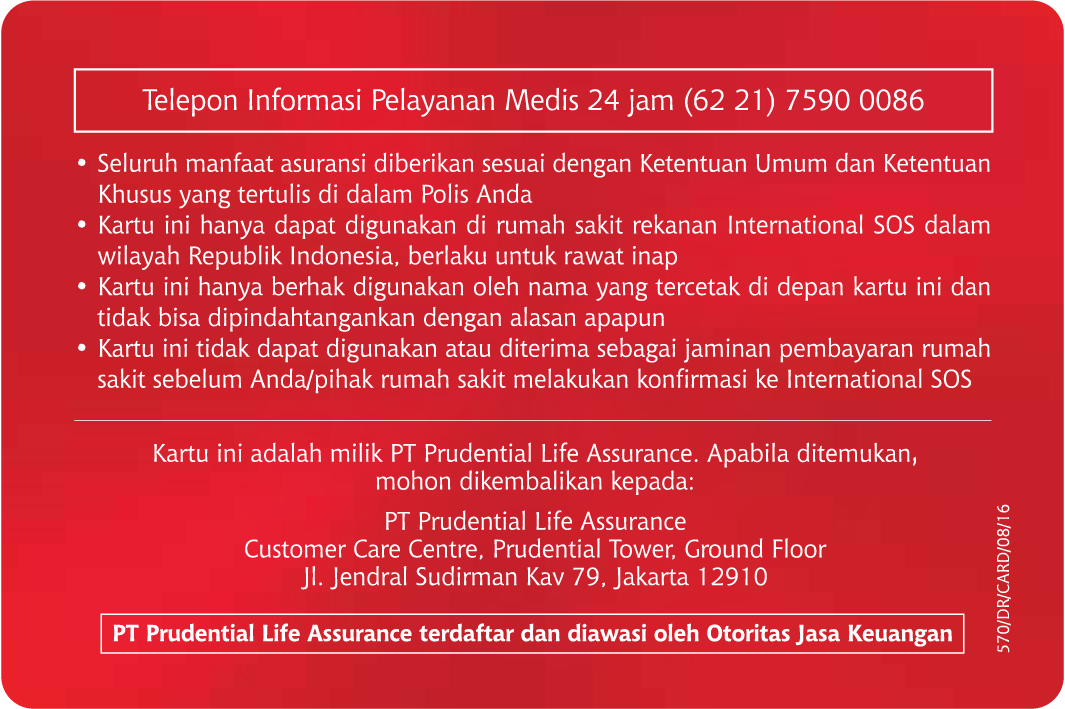 Telepon Informasi Pelayanan Medis 24 jam (62 21) 7590 0086
• Seluruh manfaat asuransi diberikan sesuai dengan Ketentuan Umum dan Ketentuan
Khusus yang tertulis di dalam Polis Anda
• Kartu ini hanya dapat digunakan di rumah sakit rekanan International SOS dalam
wilayah Republik Indonesia, berlaku untuk rawat inap
• Kartu ini hanya berhak digunakan oleh nama yang tercetak di depan kartu ini dan
tidak bisa dipindahtangankan dengan alasan apapun
• Kartu ini tidak dapat digunakan atau diterima sebagai jaminan pembayaran rumah
sakit sebelum Anda/pihak rumah sakit melakukan konfirmasi ke International SOS
Kartu ini adalah milik PT Prudential Life Assurance. Apabila ditemukan,
mohon dikembalikan kepada:
PT Prudential Life Assurance
Customer Care Centre, Prudential Tower, Ground Floor
Jl. Jendral Sudirman Kav 79, Jakarta 12910
PT Prudential Life Assurance terdaftar dan diawasi oleh Otoritas Jasa Keuangan
570/DR/CARD/08/16